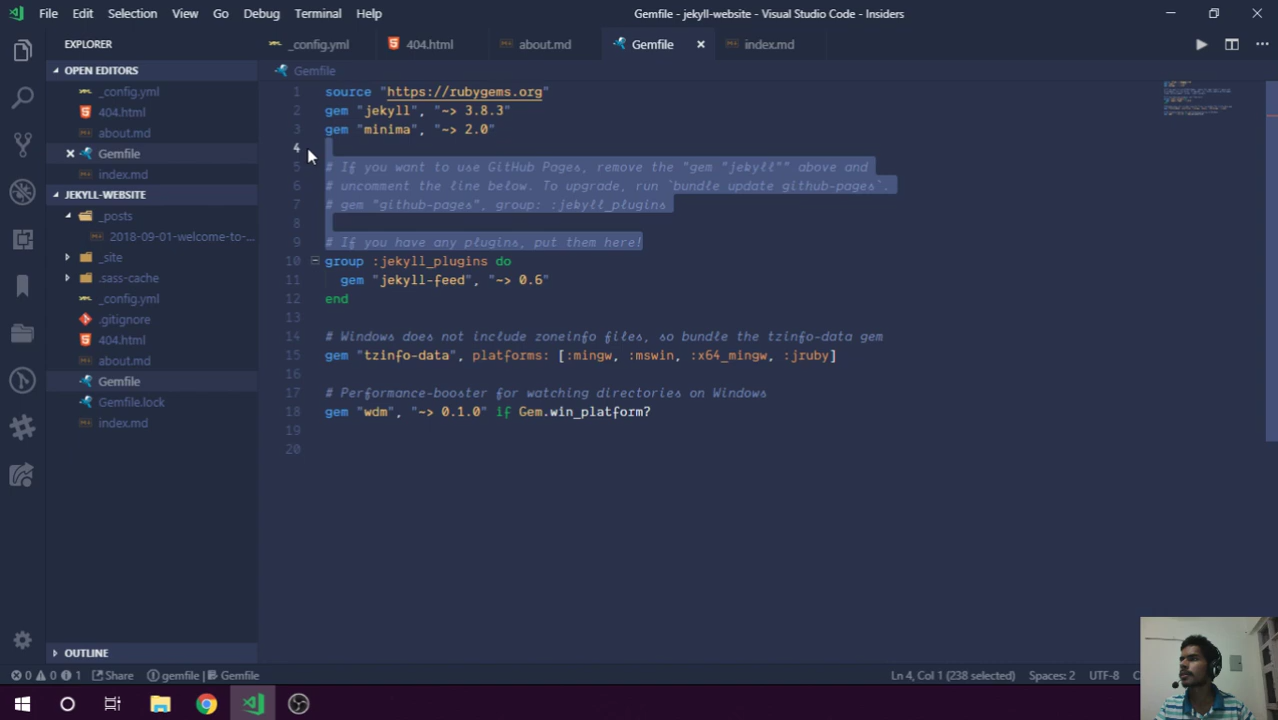 File Edit Selection View Go Debug Terminal Help
Gemfile - jekyll-website - Visual Studio Code - Insiders
EXPLORER
_config.yml 404.html about.md Gemfile index.md
OPEN EDITORS
_config.yml
404.html
about.md
Gemfile
index.md
JEKYLL-WEBSITE
_posts
2018-09-01-welcome-to-...
_site
.sass-cache
_config.yml
.gitignore
404.html
about.md
Gemfile
Gemfile.lock
index.md
OUTLINE
Gemfile
1 source "https://rubygems.org"
2 gem "jekyll", "~> 3.8.3"
3 gem "minima", "~> 2.0"
4
5 # If you want to use GitHub Pages, remove the "gem "jekyll"" above and
6 # uncomment the line below. To upgrade, run `bundle update github-pages`.
7 # gem "github-pages", group: :jekyll_plugins
8
9 # If you have any plugins, put them here!
10 group :jekyll_plugins do
11 gem "jekyll-feed", "~> 0.6"
12 end
13
14 # Windows does not include zoneinfo files, so bundle the tzinfo-data gem
15 gem "tzinfo-data", platforms: [:mingw, :mswin, :x64_mingw, :jruby]
16
17 # Performance-booster for watching directories on Windows
18 gem "wdm", "~> 0.1.0" if Gem.win_platform?
19
20
0 0 1 Share gemfile Gemfile Ln 4, Col 1 (238 selected) Spaces: 2 UTF-8